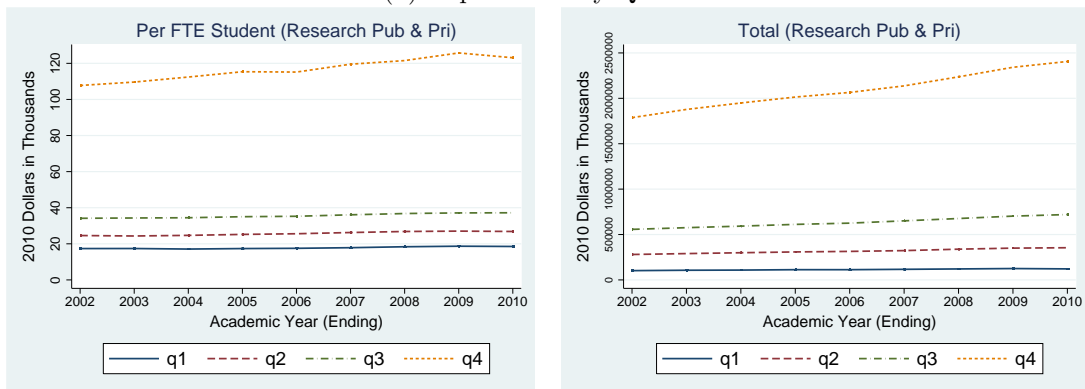 Per FTE Student (Research Pub & Pri)
2010 Dollars in Thousands
120
100
80
60
40
20
0
2002 2003 2004 2005 2006 2007 2008 2009 2010
Academic Year (Ending)
q1 q2 q3 q4
Total (Research Pub & Pri)
2010 Dollars in Thousands
2500000
2000000
1500000
1000000
500000
0
2002 2003 2004 2005 2006 2007 2008 2009 2010
Academic Year (Ending)
q1 q2 q3 q4